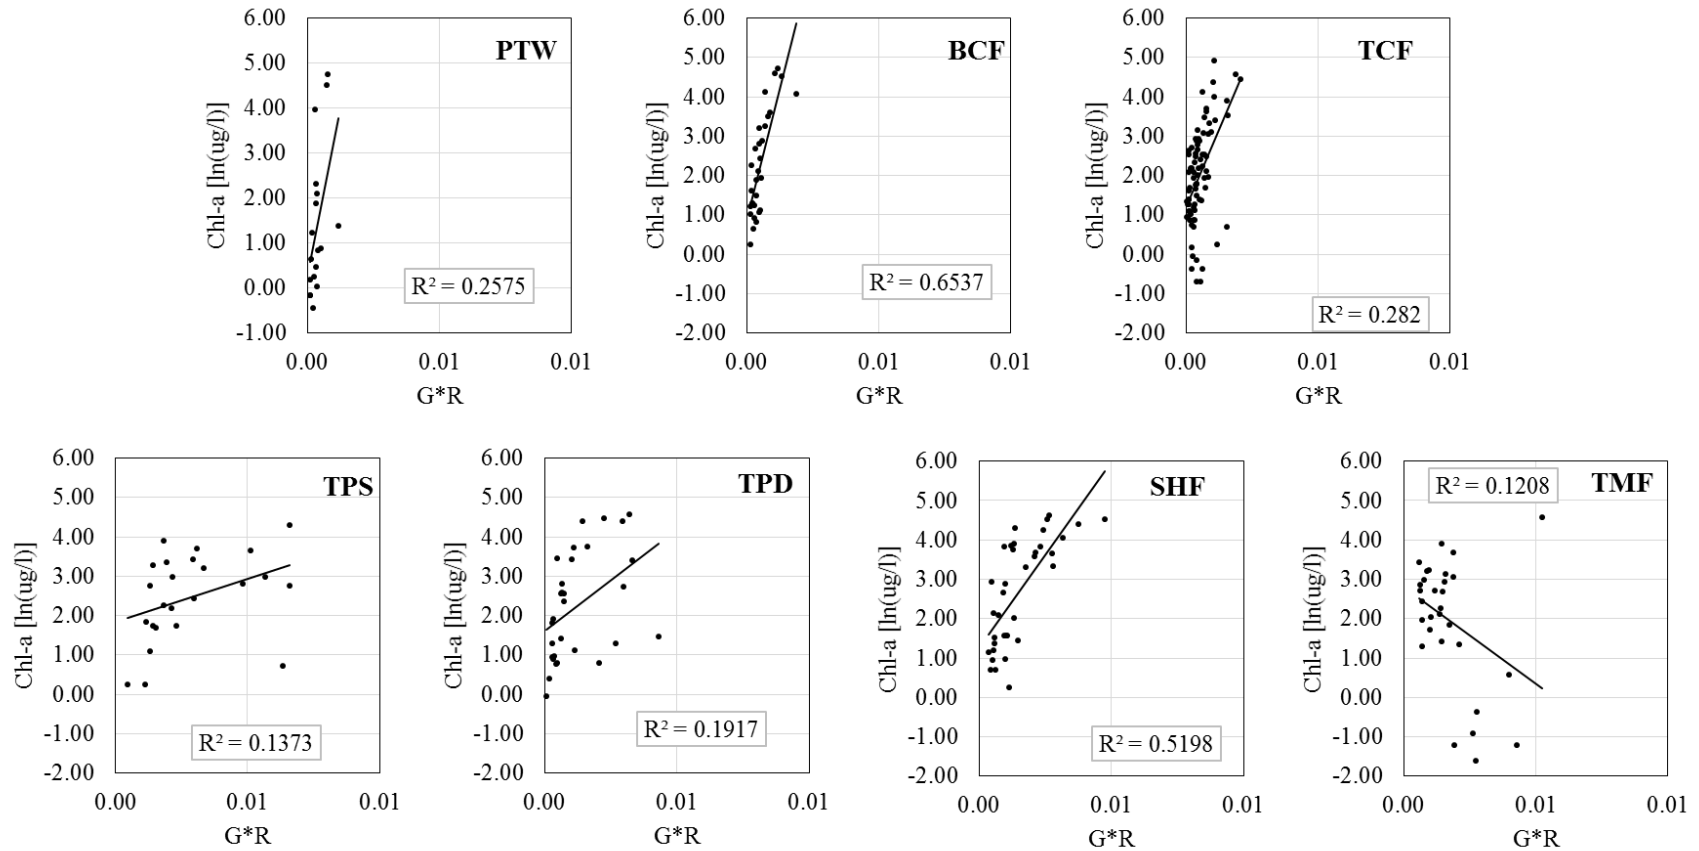 PTW
6.00
5.00
4.00
3.00
2.00
1.00
0.00
-1.00
Chl-a [ln(ug/l)]
R² = 0.2575
0.00 0.01 0.01
G*R
BCF
6.00
5.00
4.00
3.00
2.00
1.00
0.00
-1.00
-2.00
Chl-a [ln(ug/l)]
R² = 0.6537
0.00 0.01 0.01
G*R
TCF
6.00
5.00
4.00
3.00
2.00
1.00
0.00
-1.00
-2.00
Chl-a [ln(ug/l)]
R² = 0.282
0.00 0.01 0.01
G*R
TPS
6.00
5.00
4.00
3.00
2.00
1.00
0.00
-1.00
-2.00
Chl-a [ln(ug/l)]
R² = 0.1373
0.00 0.01 0.01
G*R
TPD
6.00
5.00
4.00
3.00
2.00
1.00
0.00
-1.00
-2.00
Chl-a [ln(ug/l)]
R² = 0.1917
0.00 0.01 0.01
G*R
SHF
6.00
5.00
4.00
3.00
2.00
1.00
0.00
-1.00
-2.00
Chl-a [ln(ug/l)]
R² = 0.5198
0.00 0.01 0.01
G*R
TMF
6.00
5.00
4.00
3.00
2.00
1.00
0.00
-1.00
-2.00
Chl-a [ln(ug/l)]
R² = 0.1208
0.00 0.01 0.01
G*R